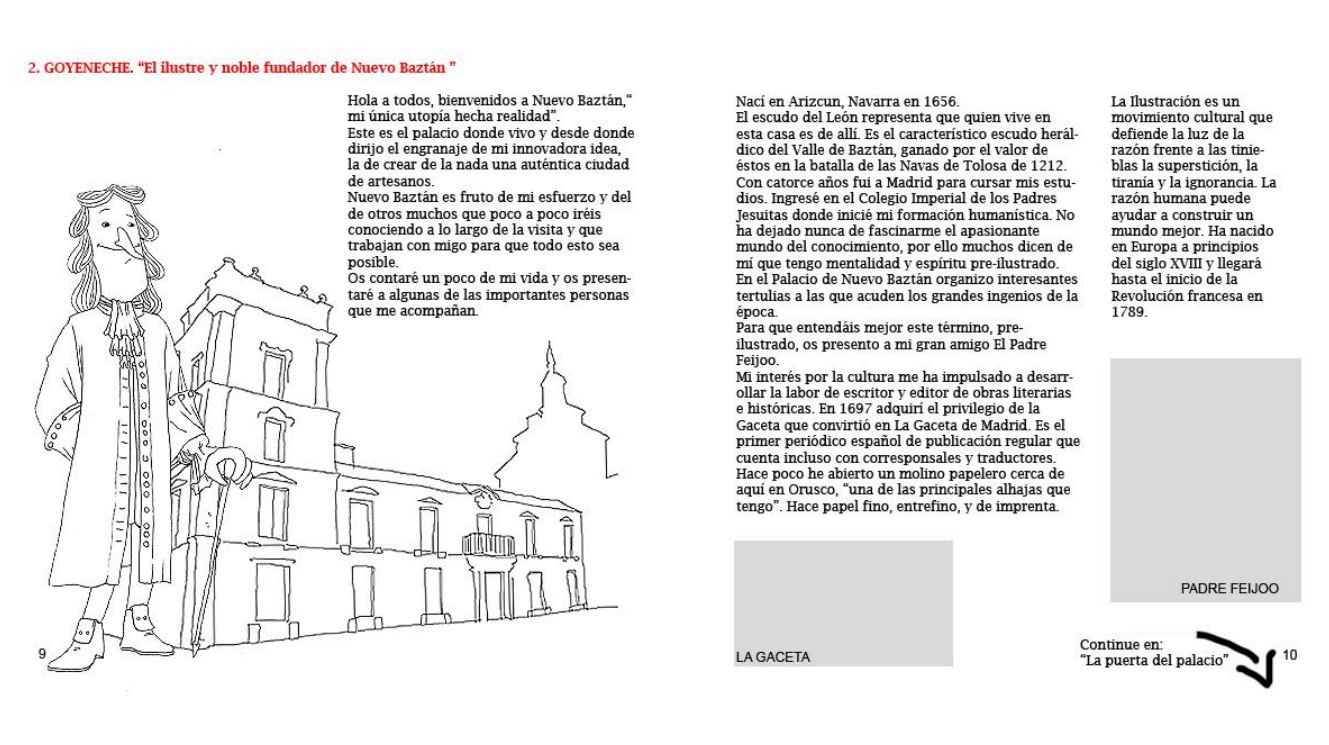 2. GOYENECHE. “El ilustre y noble fundador de Nuevo Baztán ”
Hola a todos, bienvenidos a Nuevo Baztán,“
mi única utopía hecha realidad”.
Este es el palacio donde vivo y desde donde
dirijo el engranaje de mi innovadora idea,
la de crear de la nada una auténtica ciudad
de artesanos.
Nuevo Baztán es fruto de mi esfuerzo y del
de otros muchos que poco a poco iréis
conociendo a lo largo de la visita y que
trabajan con migo para que todo esto sea
posible.
Os contaré un poco de mi vida y os presen-
taré a algunas de las importantes personas
que me acompañan.
9
Nací en Arizcun, Navarra en 1656.
El escudo del León representa que quien vive en
esta casa es de allí. Es el característico escudo herál-
dico del Valle de Baztán, ganado por el valor de
éstos en la batalla de las Navas de Tolosa de 1212.
Con catorce años fui a Madrid para cursar mis estu-
dios. Ingresé en el Colegio Imperial de los Padres
Jesuitas donde inicié mi formación humanística. No
ha dejado nunca de fascinarme el apasionante
mundo del conocimiento, por ello muchos dicen de
mí que tengo mentalidad y espíritu pre-ilustrado.
En el Palacio de Nuevo Baztán organizo interesantes
tertulias a las que acuden los grandes ingenios de la
época.
Para que entendáis mejor este término, pre-
ilustrado, os presento a mi gran amigo El Padre
Feijoo.
Mi interés por la cultura me ha impulsado a desarr-
ollar la labor de escritor y editor de obras literarias
e históricas. En 1697 adquirí el privilegio de la
Gaceta que convirtió en La Gaceta de Madrid. Es el
primer periódico español de publicación regular que
cuenta incluso con corresponsales y traductores.
Hace poco he abierto un molino papelero cerca de
aquí en Orusco, “una de las principales alhajas que
tengo”. Hace papel fino, entrefino, y de imprenta.
LA GACETA
La Ilustración es un
movimiento cultural que
defiende la luz de la
razón frente a las tinie-
blas la superstición, la
tiranía y la ignorancia. La
razón humana puede
ayudar a construir un
mundo mejor. Ha nacido
en Europa a principios
del siglo XVIII y llegará
hasta el inicio de la
Revolución francesa en
1789.
PADRE FEIJOO
Continue en:
“La puerta del palacio”
10